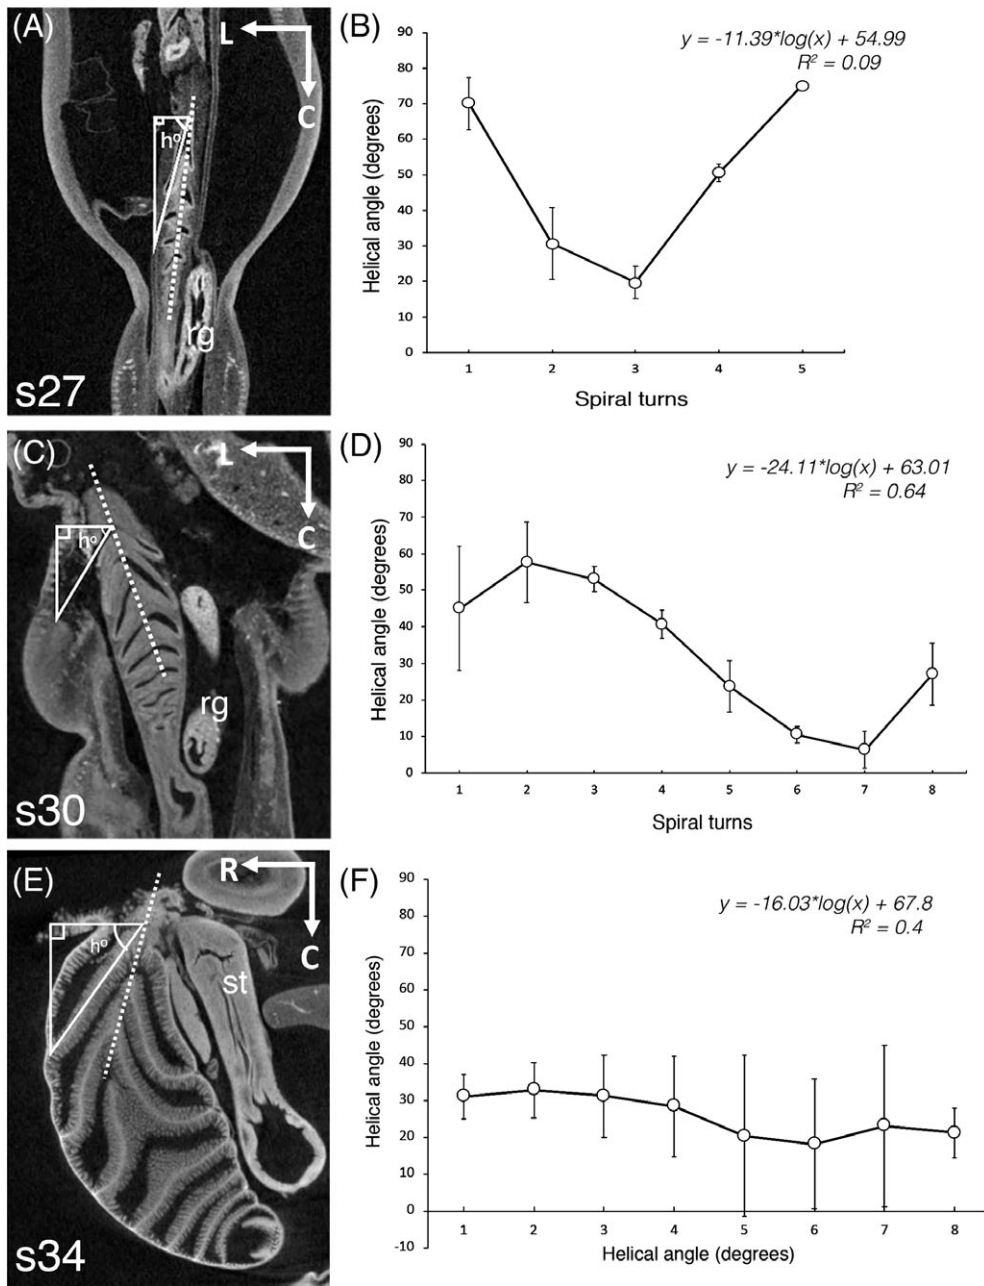 (A)
L
C
hº
rg
s27
(B)
y = -11.39*log(x) + 54.99
R² = 0.09
Helical angle (degrees)
90
80
70
60
50
40
30
20
10
0
1 2 3 4 5
Spiral turns
(C)
L
C
hº
rg
s30
(D)
y = -24.11*log(x) + 63.01
R² = 0.64
Helical angle (degrees)
90
80
70
60
50
40
30
20
10
0
1 2 3 4 5 6 7 8
Spiral turns
(E)
R
C
hº
st
s34
(F)
y = -16.03*log(x) + 67.8
R² = 0.4
Helical angle (degrees)
90
80
70
60
50
40
30
20
10
0
-10
1 2 3 4 5 6 7 8
Helical angle (degrees)